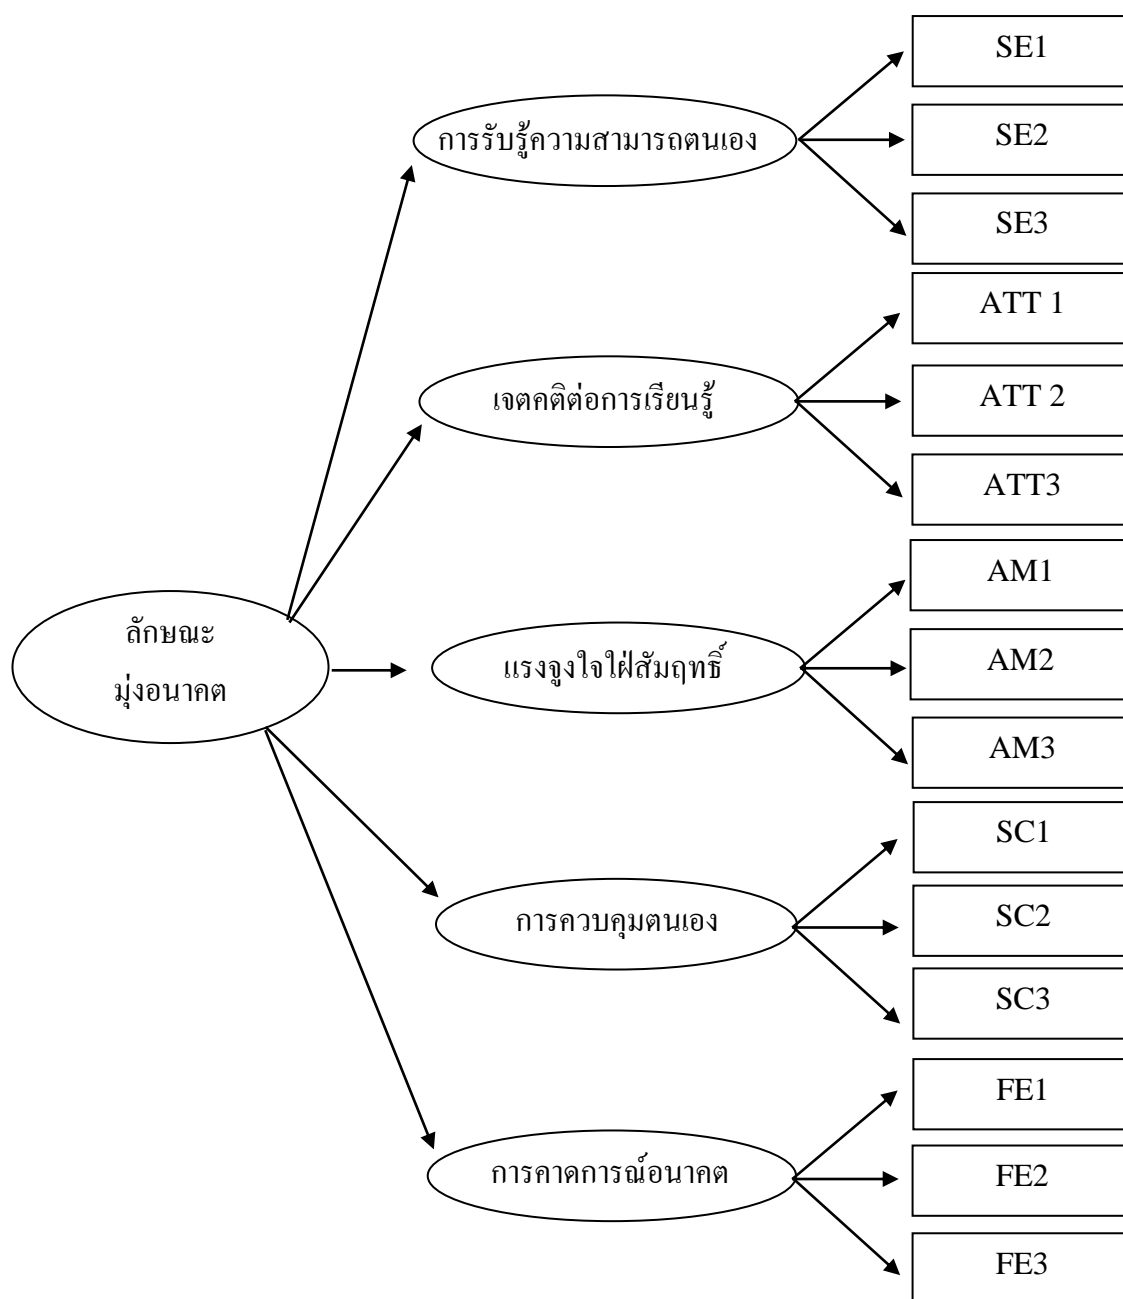 SE1
การรับรู้ความสามารถตนเอง
SE2
SE3
ATT 1
เจตคติต่อการเรียนรู้
ATT 2
ATT3
AM1
ลักษณะ
มุ่งอนาคต
แรงจูงใจใฝ่สัมฤทธิ์
AM2
AM3
SC1
การควบคุมตนเอง
SC2
SC3
FE1
การคาดการณ์อนาคต
FE2
FE3